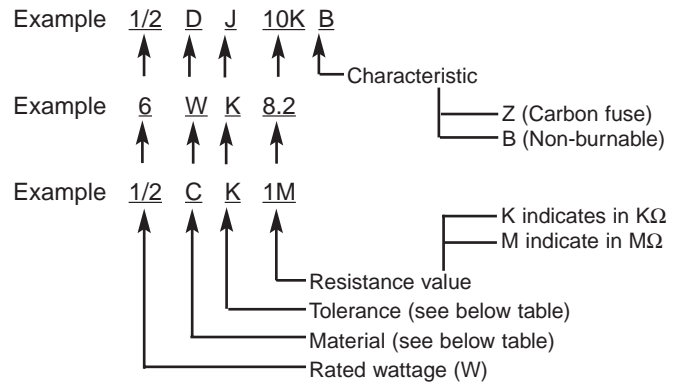 Example 1/2 D J 10K B
Characteristic
Z (Carbon fuse)
B (Non-burnable)
Example 6 W K 8.2
Example 1/2 C K 1M
K indicates in KΩ
M indicate in MΩ
Resistance value
Tolerance (see below table)
Material (see below table)
Rated wattage (W)